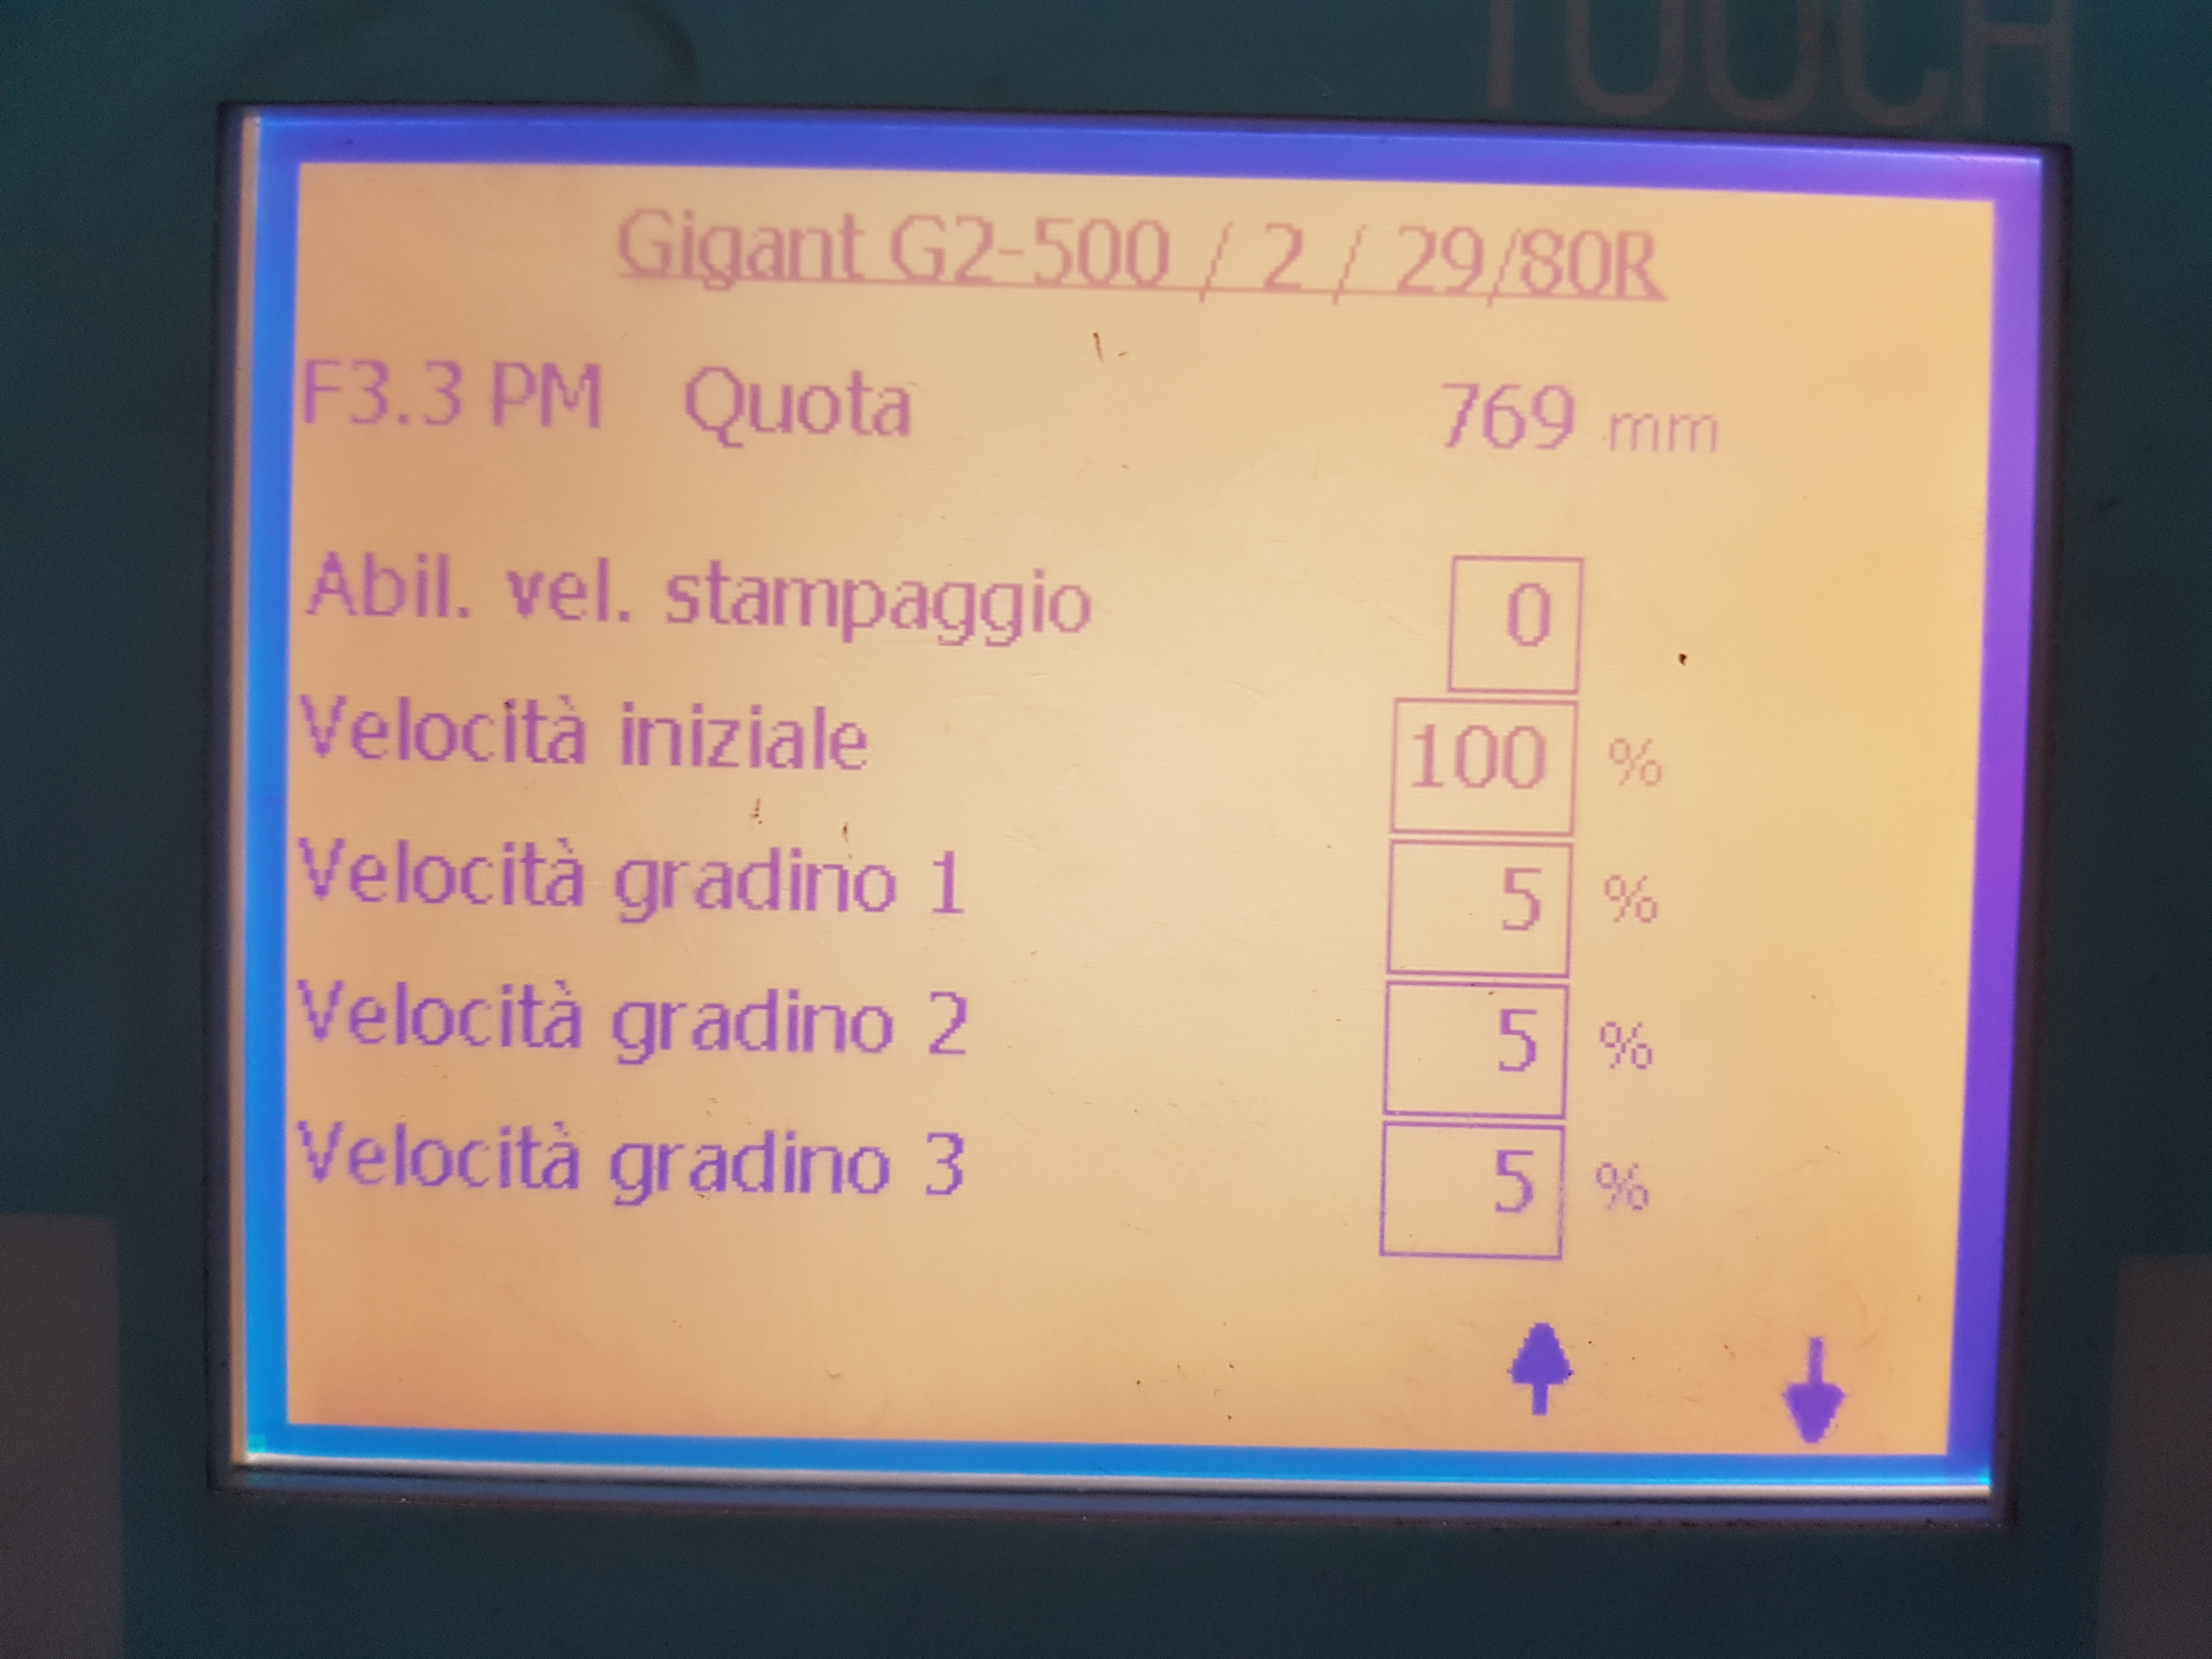 TOUCH
Gigant G2-500 / 2 / 29/80R
F3.3 PM Quota 769 mm
Abil. vel. stampaggio 0
Velocità iniziale 100 %
Velocità gradino 1 5 %
Velocità gradino 2 5 %
Velocità gradino 3 5 %